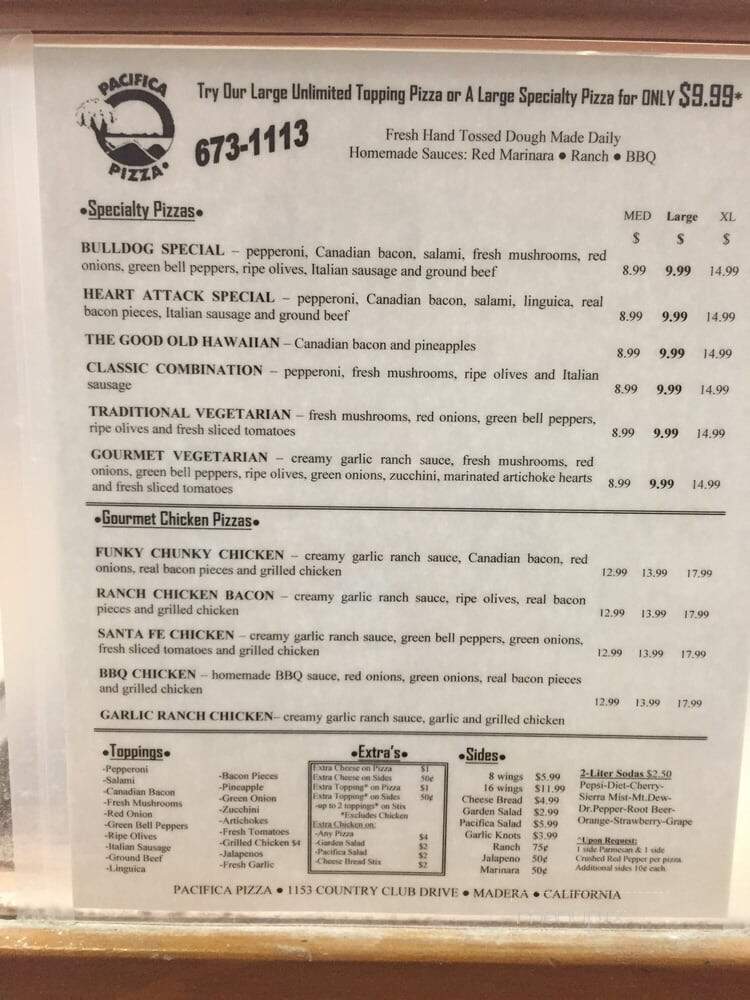 PACIFICA
PIZZA
Try Our Large Unlimited Topping Pizza or A Large Specialty Pizza for ONLY $9.99*
673-1113
Fresh Hand Tossed Dough Made Daily
Homemade Sauces: Red Marinara ● Ranch ● BBQ
●Specialty Pizzas●
MED Large XL
$ $ $
BULLDOG SPECIAL – pepperoni, Canadian bacon, salami, fresh mushrooms, red
onions, green bell peppers, ripe olives, Italian sausage and ground beef 8.99 9.99 14.99
HEART ATTACK SPECIAL – pepperoni, Canadian bacon, salami, linguica, real
bacon pieces, Italian sausage and ground beef 8.99 9.99 14.99
THE GOOD OLD HAWAIIAN – Canadian bacon and pineapples 8.99 9.99 14.99
CLASSIC COMBINATION – pepperoni, fresh mushrooms, ripe olives and Italian
sausage 8.99 9.99 14.99
TRADITIONAL VEGETARIAN – fresh mushrooms, red onions, green bell peppers,
ripe olives and fresh sliced tomatoes 8.99 9.99 14.99
GOURMET VEGETARIAN – creamy garlic ranch sauce, fresh mushrooms, red
onions, green bell peppers, ripe olives, green onions, zucchini, marinated artichoke hearts
and fresh sliced tomatoes 8.99 9.99 14.99
●Gourmet Chicken Pizzas●
FUNKY CHUNKY CHICKEN – creamy garlic ranch sauce, Canadian bacon, red
onions, real bacon pieces and grilled chicken 12.99 13.99 17.99
RANCH CHICKEN BACON – creamy garlic ranch sauce, ripe olives, real bacon
pieces and grilled chicken 12.99 13.99 17.99
SANTA FE CHICKEN – creamy garlic ranch sauce, green bell peppers, green onions,
fresh sliced tomatoes and grilled chicken 12.99 13.99 17.99
BBQ CHICKEN – homemade BBQ sauce, red onions, green onions, real bacon pieces
and grilled chicken 12.99 13.99 17.99
GARLIC RANCH CHICKEN– creamy garlic ranch sauce, garlic and grilled chicken
●Toppings●
-Pepperoni
-Salami
-Canadian Bacon
-Fresh Mushrooms
-Red Onion
-Green Bell Peppers
-Ripe Olives
-Italian Sausage
-Ground Beef
-Linguica
-Bacon Pieces
-Pineapple
-Green Onion
-Zucchini
-Artichokes
-Fresh Tomatoes
-Grilled Chicken $4
-Jalapenos
-Fresh Garlic
●Extra's●
Extra Cheese on Pizza $1
Extra Cheese on Sides 50¢
Extra Topping* on Pizza $1
Extra Topping* on Sides 50¢
-up to 2 toppings* on Stix
*Excludes Chicken
Extra Chicken on:
-Any Pizza $4
-Garden Salad $2
-Pacifica Salad $2
-Cheese Bread Stix $2
●Sides●
8 wings $5.99
16 wings $11.99
Cheese Bread $4.99
Garden Salad $2.99
Pacifica Salad $5.99
Garlic Knots $3.99
Ranch 75¢
Jalapeno 50¢
Marinara 50¢
2-Liter Sodas $2.50
Pepsi-Diet-Cherry-
Sierra Mist-Mt.Dew-
Dr.Pepper-Root Beer-
Orange-Strawberry-Grape
^Upon Request:
1 side Parmesan & 1 side
Crushed Red Pepper per pizza.
Additional sides 10¢ each
PACIFICA PIZZA ● 1153 COUNTRY CLUB DRIVE ● MADERA ● CALIFORNIA